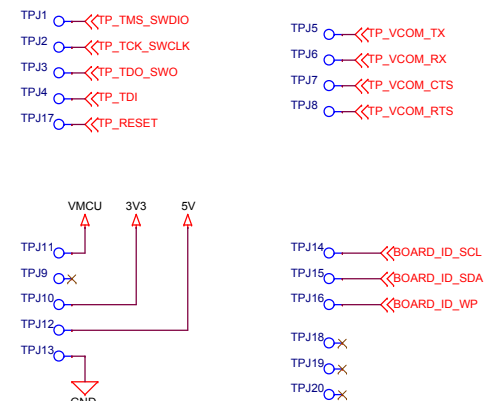 TPJ1 TP_TMS_SWDIO
TPJ2 TP_TCK_SWCLK
TPJ3 TP_TDO_SWO
TPJ4 TP_TDI
TPJ17 TP_RESET
TPJ5 TP_VCOM_TX
TPJ6 TP_VCOM_RX
TPJ7 TP_VCOM_CTS
TPJ8 TP_VCOM_RTS
VMCU 3V3 5V
TPJ11
TPJ9
TPJ10
TPJ12
TPJ13
GND
TPJ14 BOARD_ID_SCL
TPJ15 BOARD_ID_SDA
TPJ16 BOARD_ID_WP
TPJ18
TPJ19
TPJ20